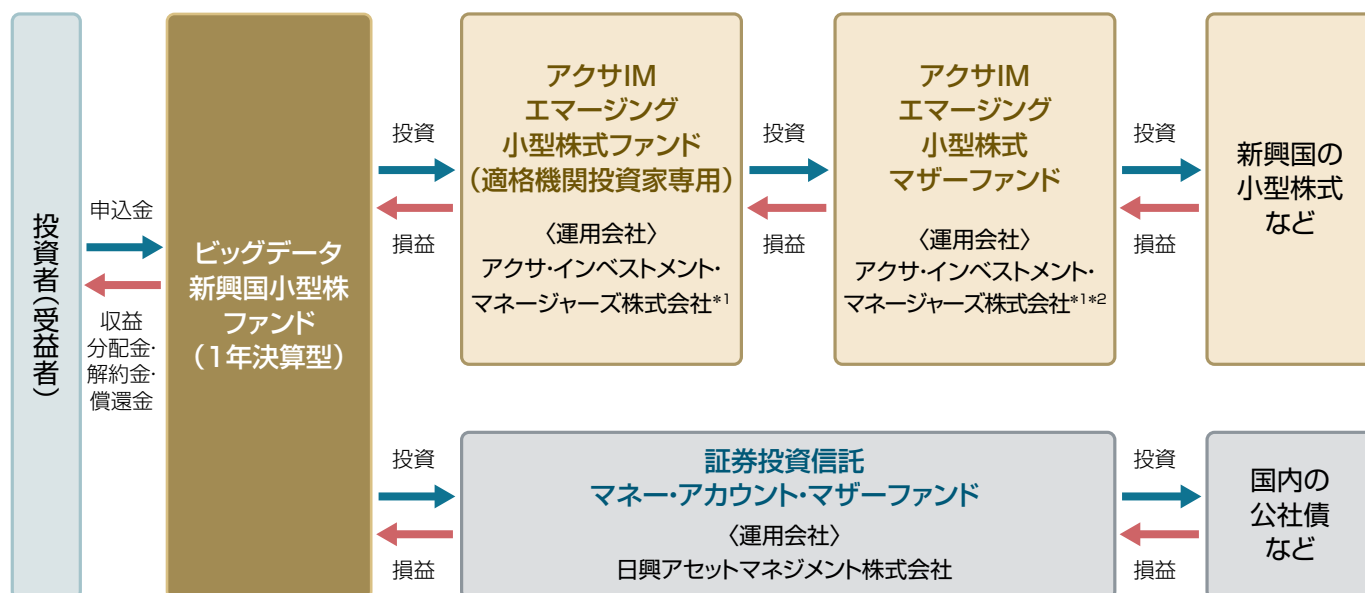 投資者（受益者）
申込金
収益
分配金・
解約金・
償還金
ビッグデータ
新興国小型株
ファンド
（1年決算型）
投資
損益
アクサIM
エマージング
小型株式ファンド
（適格機関投資家専用）
〈運用会社〉
アクサ・インベストメント・
マネージャーズ株式会社*1
投資
損益
アクサIM
エマージング
小型株式
マザーファンド
〈運用会社〉
アクサ・インベストメント・
マネージャーズ株式会社*1*2
投資
損益
新興国の
小型株式
など
投資
損益
証券投資信託
マネー・アカウント・マザーファンド
〈運用会社〉
日興アセットマネジメント株式会社
投資
損益
国内の
公社債
など